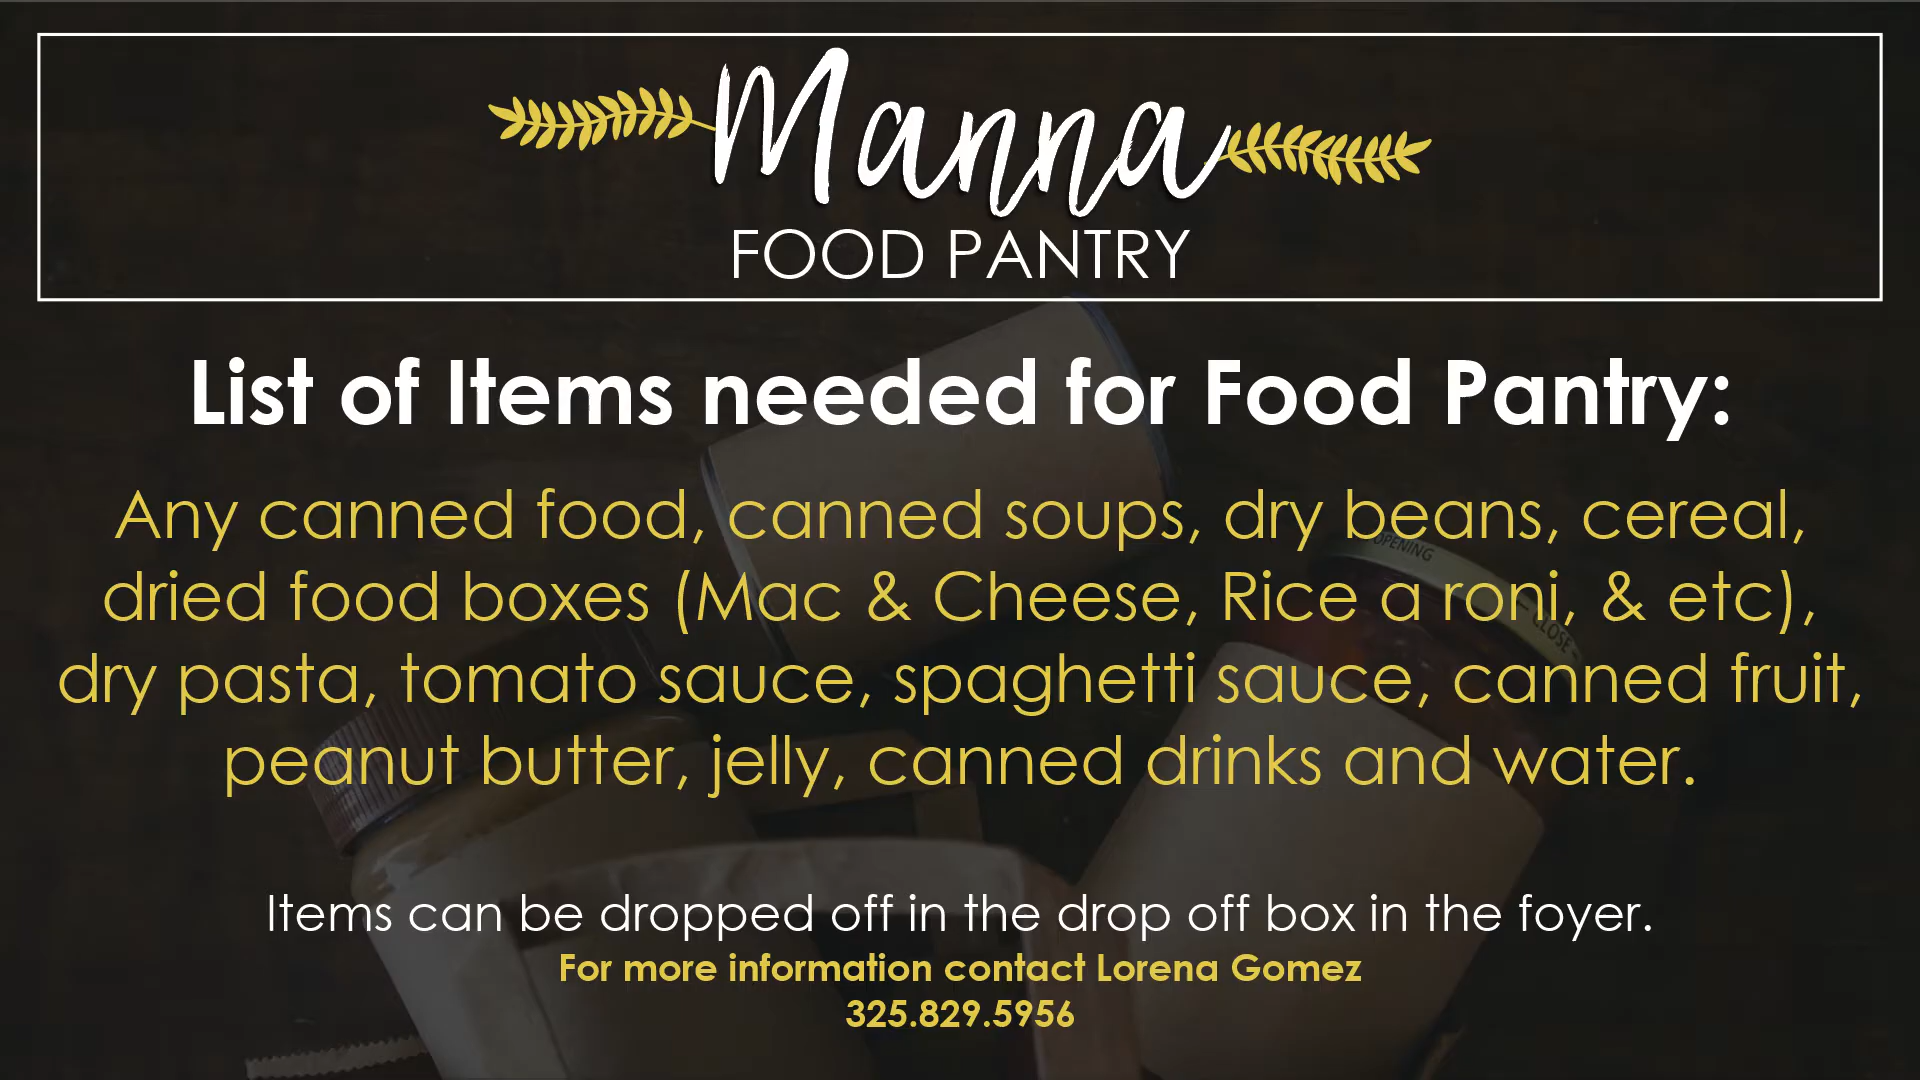 Manna
FOOD PANTRY
List of Items needed for Food Pantry:
Any canned food, canned soups, dry beans, cereal,
OPENING
dried food boxes (Mac & Cheese, Rice a roni, & etc),
CLOSE
dry pasta, tomato sauce, spaghetti sauce, canned fruit,
peanut butter, jelly, canned drinks and water.
Items can be dropped off in the drop off box in the foyer.
For more information contact Lorena Gomez
325.829.5956